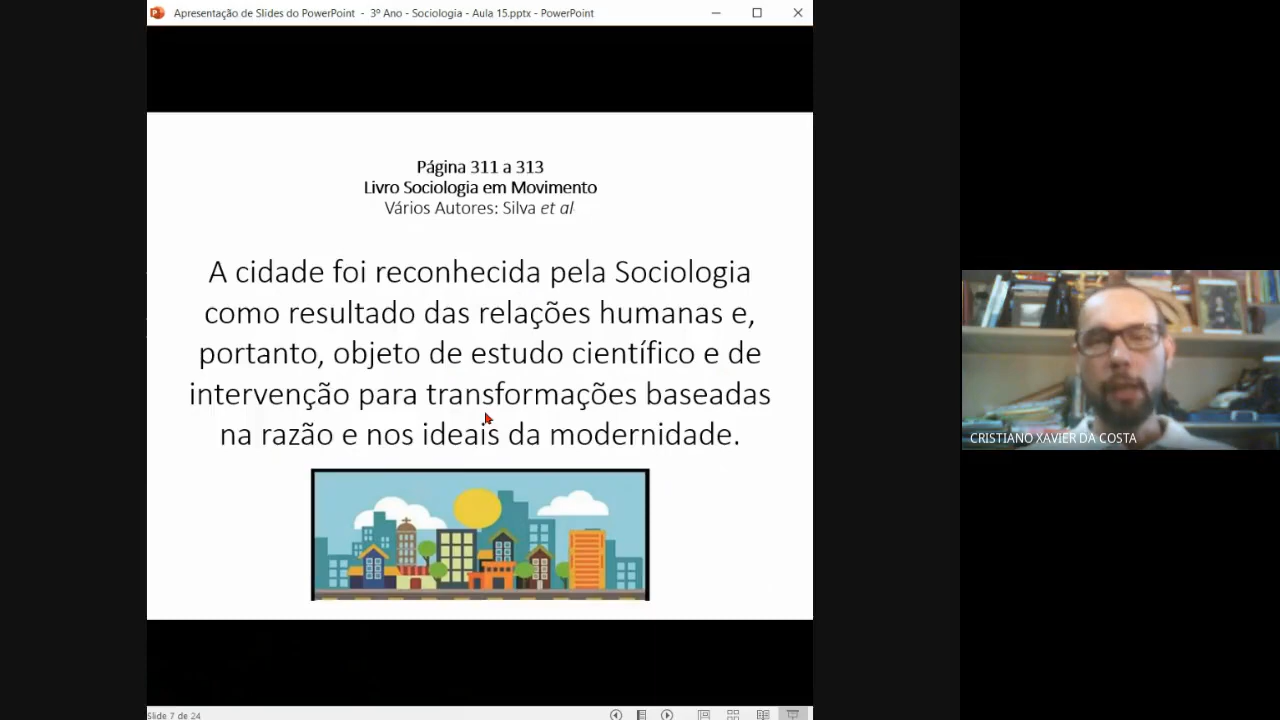 Apresentação de Slides do PowerPoint - 3º Ano - Sociologia - Aula 15.pptx - PowerPoint
Página 311 a 313
Livro Sociologia em Movimento
Vários Autores: Silva et al
A cidade foi reconhecida pela Sociologia
como resultado das relações humanas e,
portanto, objeto de estudo científico e de
intervenção para transformações baseadas
na razão e nos ideais da modernidade.
CRISTIANO XAVIER DA COSTA
Slide 7 de 24